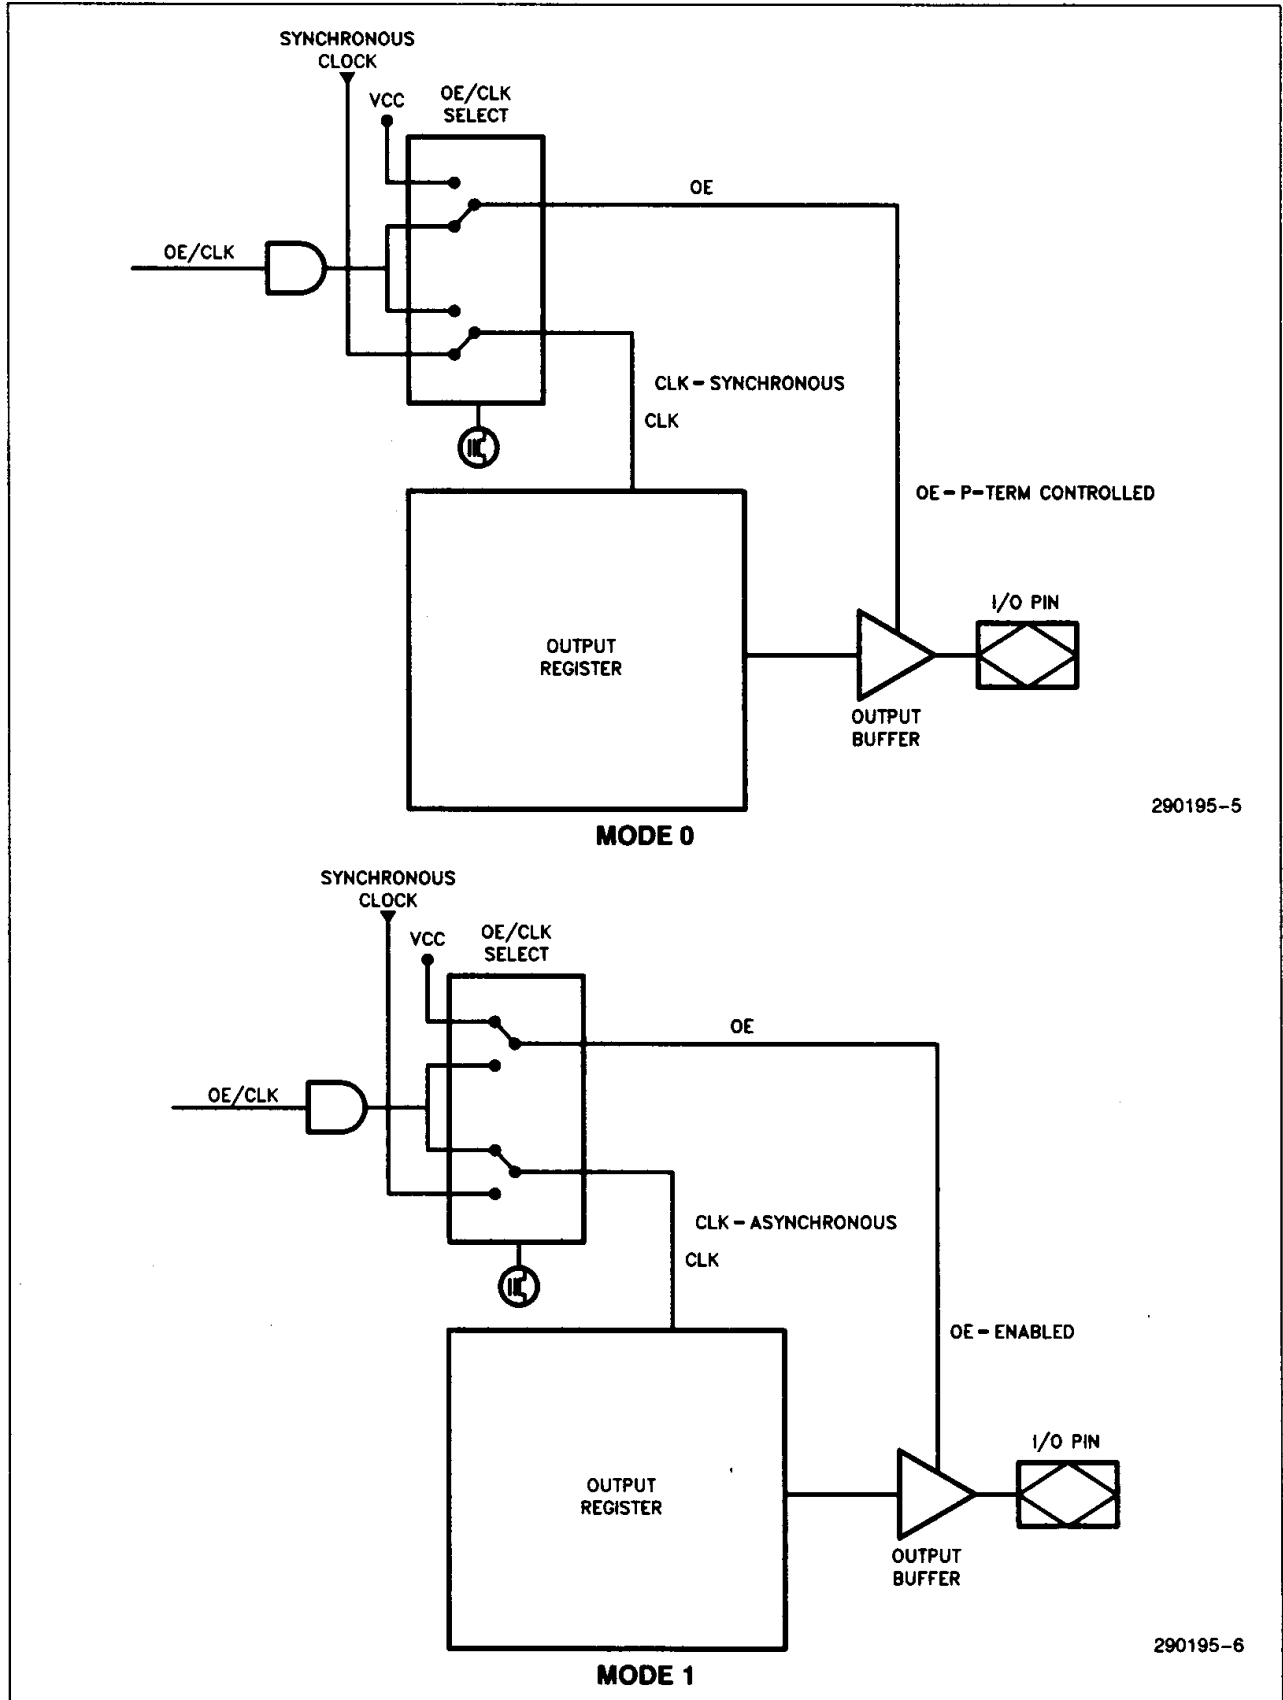 SYNCHRONOUS
CLOCK
VCC
OE/CLK
SELECT
OE
OE/CLK
CLK – SYNCHRONOUS
CLK
OE – P-TERM CONTROLLED
I/O PIN
OUTPUT
REGISTER
OUTPUT
BUFFER
290195-5
MODE 0
SYNCHRONOUS
CLOCK
VCC
OE/CLK
SELECT
OE
OE/CLK
CLK – ASYNCHRONOUS
CLK
OE – ENABLED
I/O PIN
OUTPUT
REGISTER
OUTPUT
BUFFER
290195-6
MODE 1